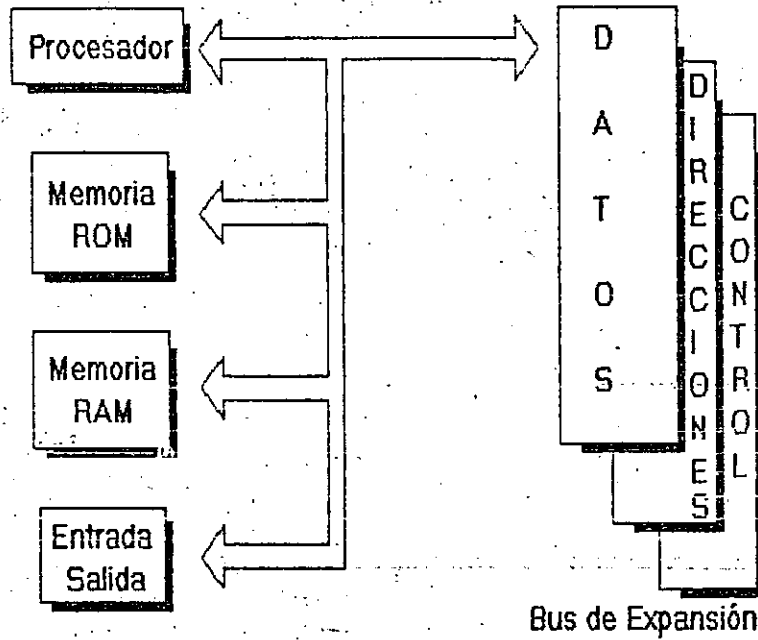 Procesador
Memoria
ROM
Memoria
RAM
Entrada
Salida
DATOS
DIRECCIONES
CONTROL
Bus de Expansión